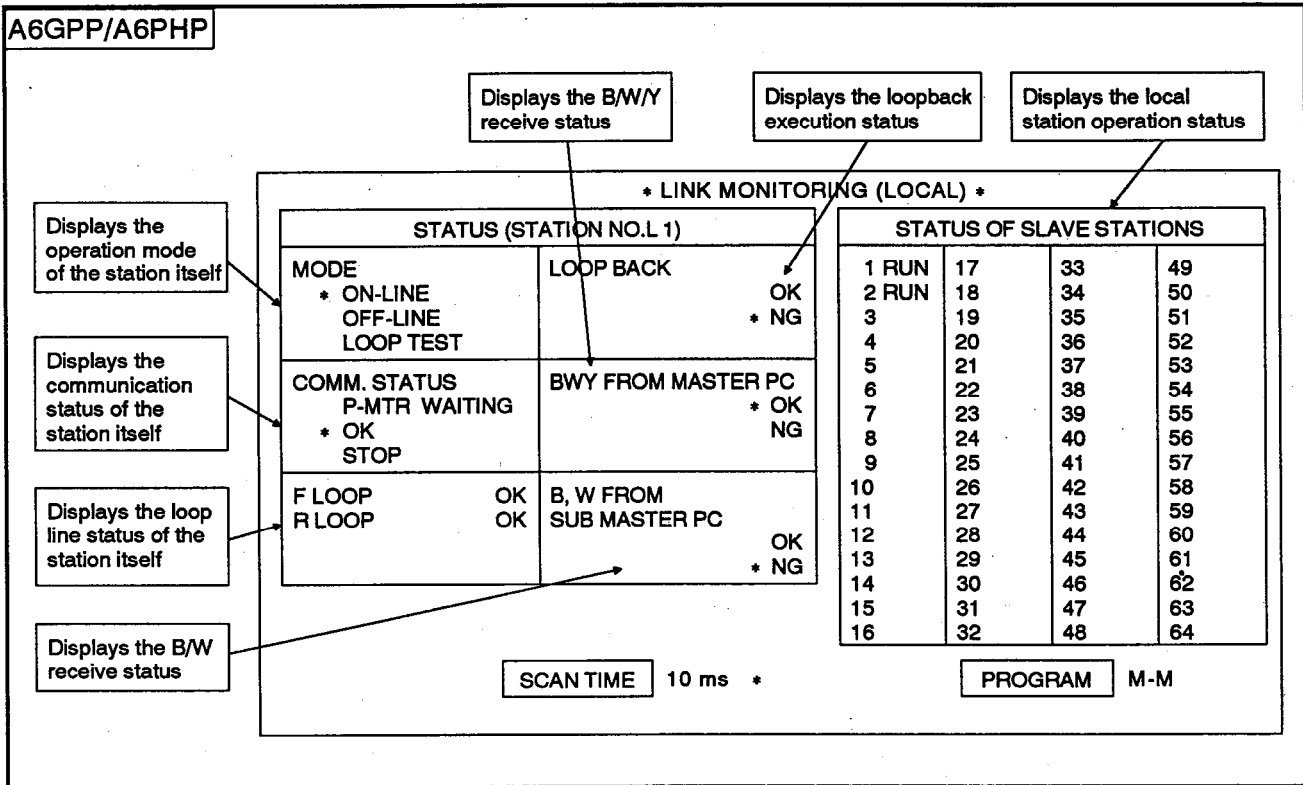 A6GPP/A6PHP
Displays the B/W/Y
receive status
Displays the loopback
execution status
Displays the local
station operation status
Displays the
operation mode
of the station itself
Displays the
communication
status of the
station itself
Displays the loop
line status of the
station itself
Displays the B/W
receive status
* LINK MONITORING (LOCAL) *
STATUS (STATION NO.L 1)
MODE
* ON-LINE
OFF-LINE
LOOP TEST
LOOP BACK
OK
* NG
COMM. STATUS
P-MTR WAITING
* OK
STOP
BWY FROM MASTER PC
* OK
NG
F LOOP OK
R LOOP OK
B, W FROM
SUB MASTER PC
OK
* NG
STATUS OF SLAVE STATIONS
1 RUN 17 33 49
2 RUN 18 34 50
3 19 35 51
4 20 36 52
5 21 37 53
6 22 38 54
7 23 39 55
8 24 40 56
9 25 41 57
10 26 42 58
11 27 43 59
12 28 44 60
13 29 45 61
14 30 46 62
15 31 47 63
16 32 48 64
SCAN TIME 10 ms *
PROGRAM M-M